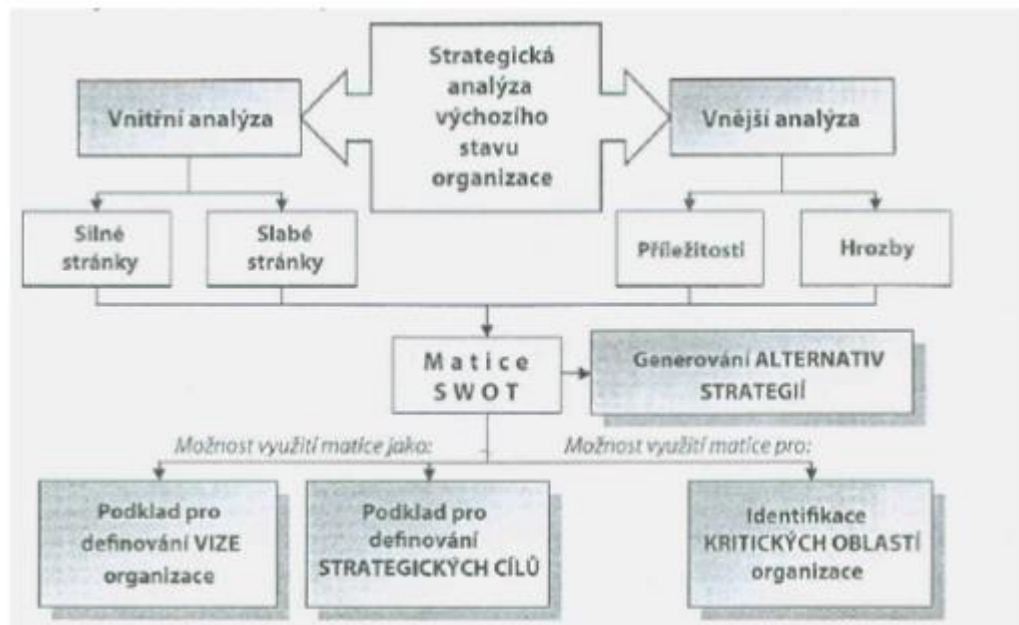 Strategická
analýza
výchozího
stavu
organizace
Vnitřní analýza
Vnější analýza
Silné
stránky
Slabé
stránky
Příležitosti
Hrozby
Matice
SWOT
Generování ALTERNATIV
STRATEGIÍ
Možnost využití matice jako:
Možnost využití matice pro:
Podklad pro
definování VIZE
organizace
Podklad pro
definování
STRATEGICKÝCH CÍLŮ
Identifikace
KRITICKÝCH OBLASTÍ
organizace